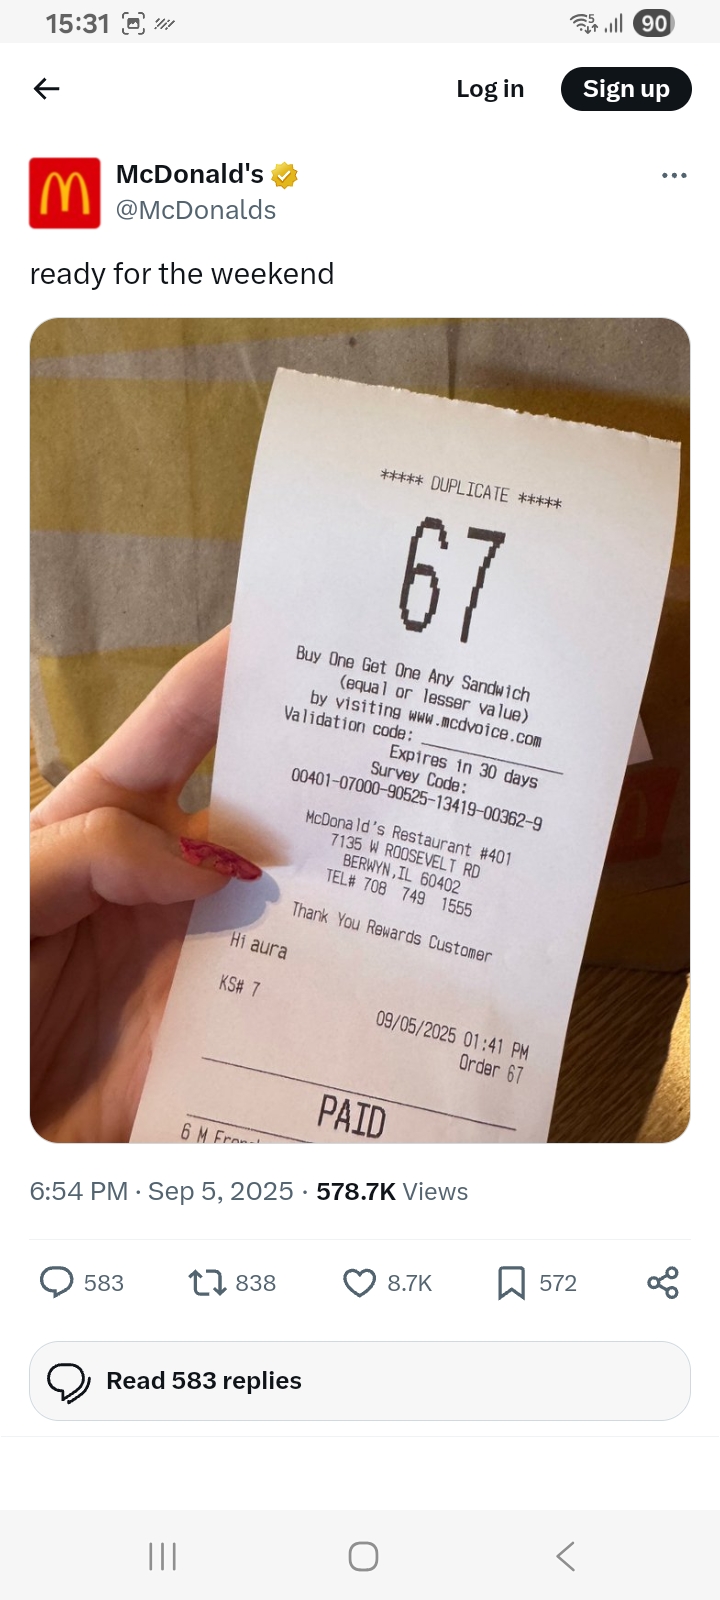 15:31
90
Log in
Sign up
McDonald's
@McDonalds
ready for the weekend
***** DUPLICATE *****
67
Buy One Get One Any Sandwich
(equal or lesser value)
by visiting www.mcdvoice.com
Validation code: ____________
Expires in 30 days
Survey Code:
00401-07000-90525-13419-00362-9
McDonald's Restaurant #401
7135 W ROOSEVELT RD
BERWYN,IL 60402
TEL# 708 749 1555
Thank You Rewards Customer
Hi aura
KS# 7
09/05/2025 01:41 PM
Order 67
PAID
6 M
6:54 PM · Sep 5, 2025 · 578.7K Views
583
838
8.7K
572
Read 583 replies